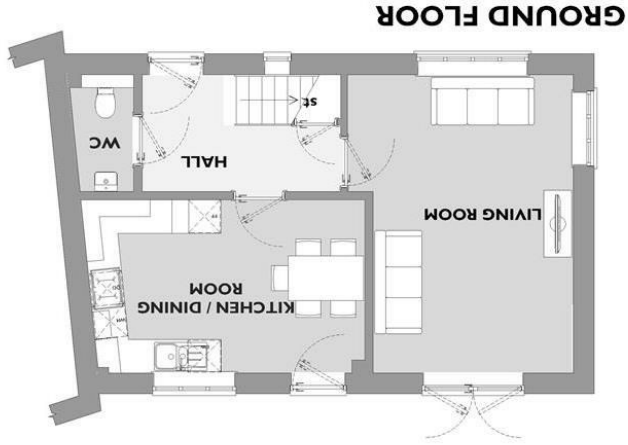 LIVING ROOM
KITCHEN / DINING
ROOM
HALL
WC
st
GROUND FLOOR